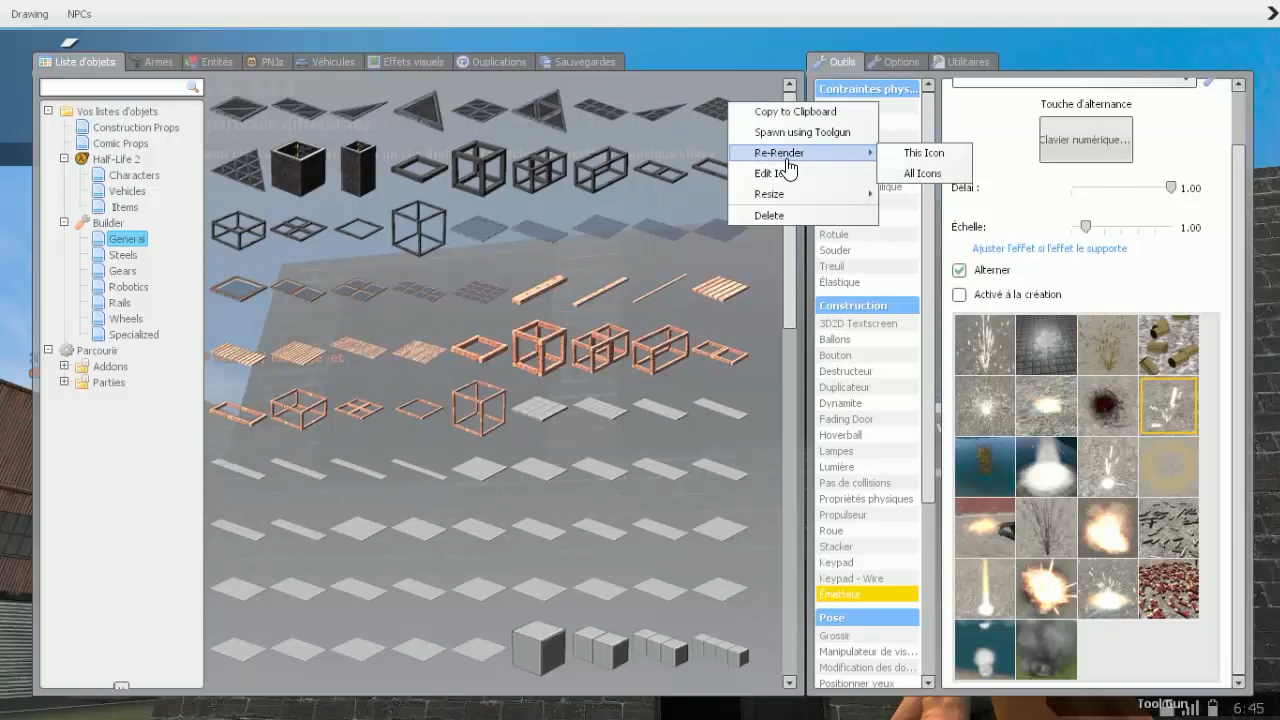 Drawing NPCs
Liste d'objets Armes Entités PNJs Véhicules Effets visuels Duplications Sauvegardes
Vos listes d'objets
Construction Props
Comic Props
Half-Life 2
Characters
Vehicles
Items
Builder
General
Steels
Gears
Robotics
Rails
Wheels
Specialized
Parcourir
Addons
Parties
Copy to Clipboard
Spawn using Toolgun
Re-Render
This Icon
All Icons
Resize
Delete
Outils Options Utilitaires
Contraintes phys...
Rotule
Souder
Treuil
Élastique
Construction
3D2D Textscreen
Ballons
Bouton
Destructeur
Duplicateur
Dynamite
Fading Door
Hoverball
Lampes
Lumière
Pas de collisions
Propriétés physiques
Propulseur
Roue
Stacker
Keypad
Keypad - Wire
Émetteur
Pose
Grossir
Manipulateur de vis...
Modification des do...
Positionner yeux
Touche d'alternance
Clavier numérique...
Délai : 1.00
Échelle: 1.00
Ajuster l'effet si l'effet le supporte
Alterner
Activé à la création
Tool Gun
6:45